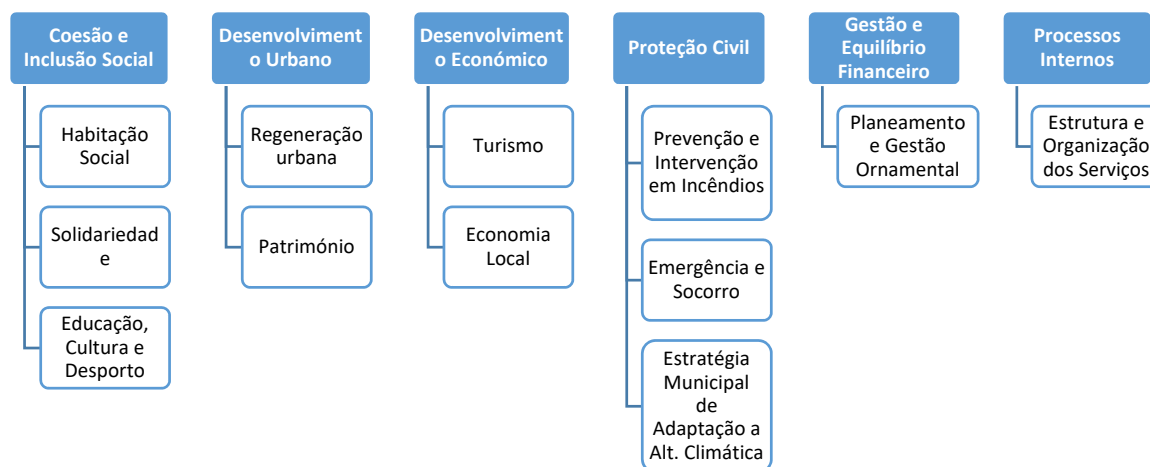 Coesão e
Inclusão Social
Habitação
Social
Solidariedad
e
Educação,
Cultura e
Desporto
Desenvolviment
o Urbano
Regeneração
urbana
Património
Desenvolviment
o Económico
Turismo
Economia
Local
Proteção Civil
Prevenção e
Intervenção
em Incêndios
Emergência e
Socorro
Estratégia
Municipal
de
Adaptação a
Alt. Climática
Gestão e
Equilíbrio
Financeiro
Planeamento
e Gestão
Ornamental
Processos
Internos
Estrutura e
Organização
dos Serviços